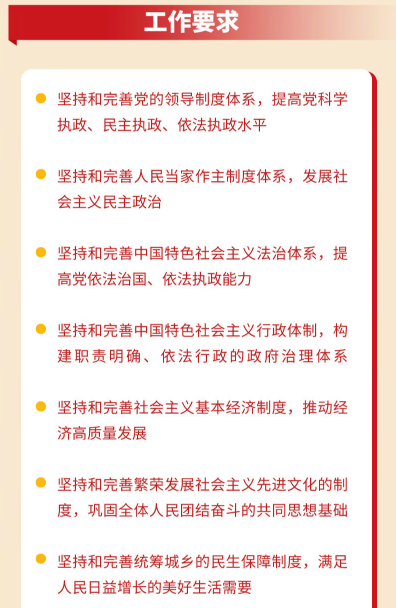 工作要求
坚持和完善党的领导制度体系，提高党科学
执政、民主执政、依法执政水平
坚持和完善人民当家作主制度体系，发展社
会主义民主政治
坚持和完善中国特色社会主义法治体系，提
高党依法治国、依法执政能力
坚持和完善中国特色社会主义行政体制，构
建职责明确、依法行政的政府治理体系
坚持和完善社会主义基本经济制度，推动经
济高质量发展
坚持和完善繁荣发展社会主义先进文化的制
度，巩固全体人民团结奋斗的共同思想基础
坚持和完善统筹城乡的民生保障制度，满足
人民日益增长的美好生活需要